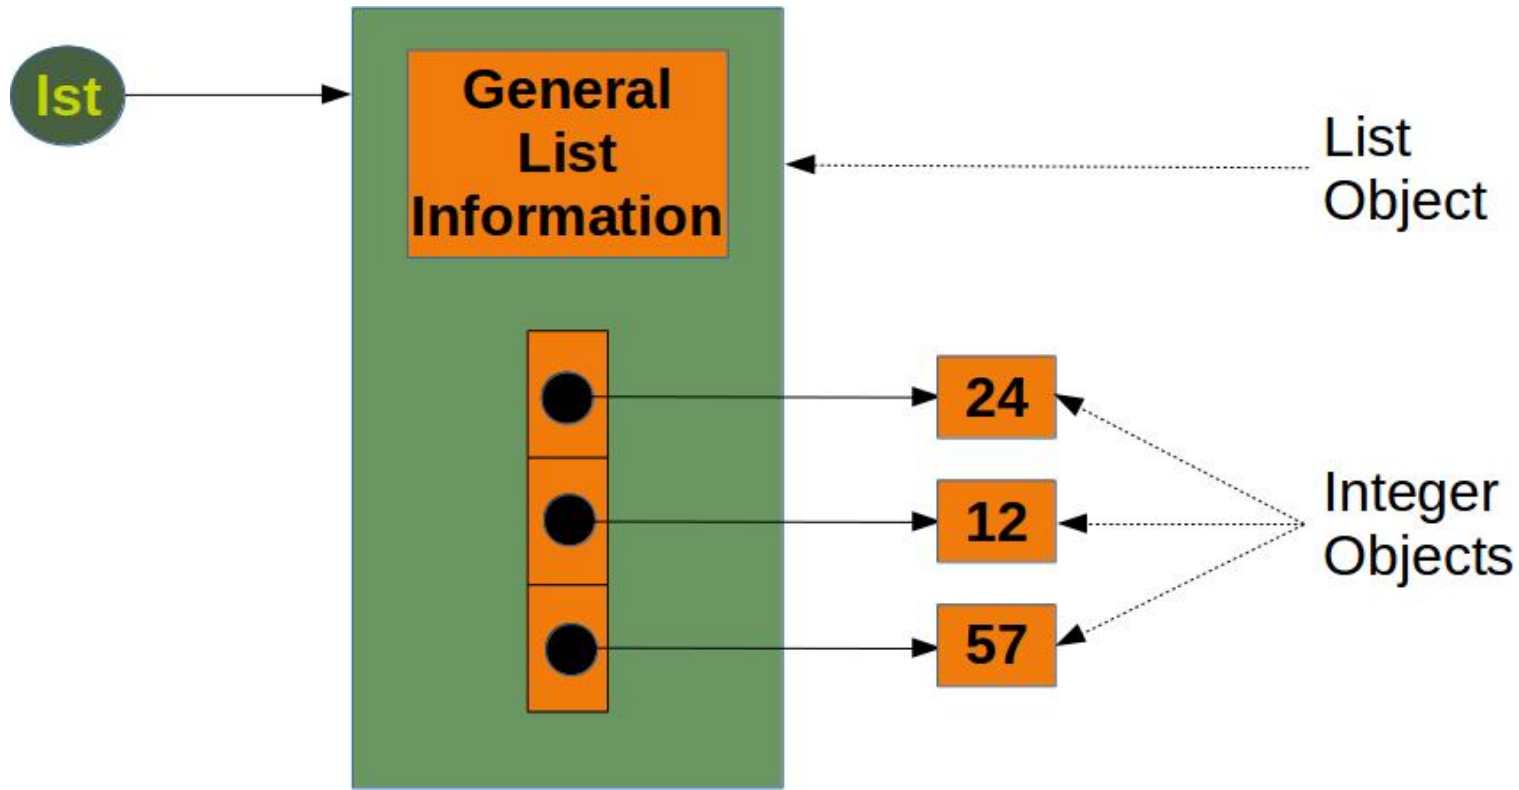 lst
General
List
Information
List
Object
24
12
57
Integer
Objects